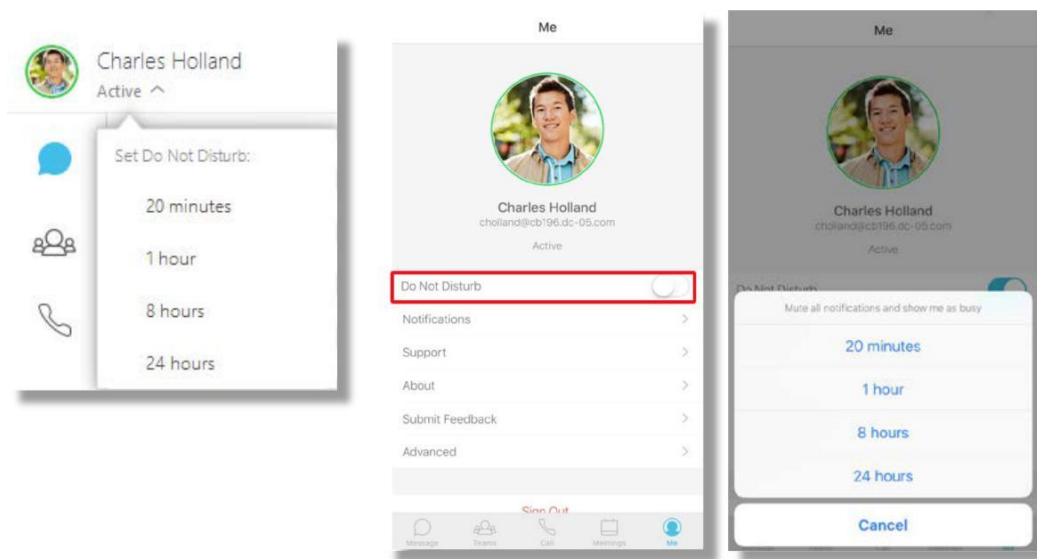 Charles Holland
Active
Set Do Not Disturb:
20 minutes
1 hour
8 hours
24 hours
Me
Charles Holland
cholland@cb196.dc-05.com
Active
Do Not Disturb
Notifications
Support
About
Submit Feedback
Advanced
Sign Out
Message Teams Call Meetings Me
Me
Charles Holland
cholland@cb196.dc-05.com
Active
Do Not Disturb
Mute all notifications and show me as busy
20 minutes
1 hour
8 hours
24 hours
Cancel